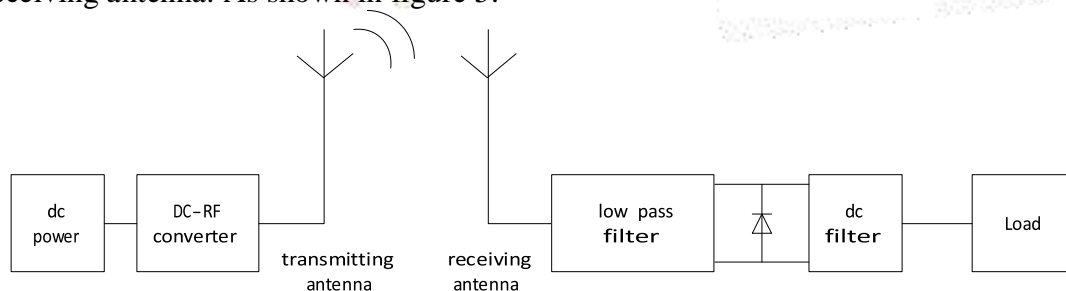 eceiving antenna. As shown in figure 3.
dc
power
DC-RF
converter
transmitting
antenna
receiving
antenna
low pass
filter
dc
filter
Load